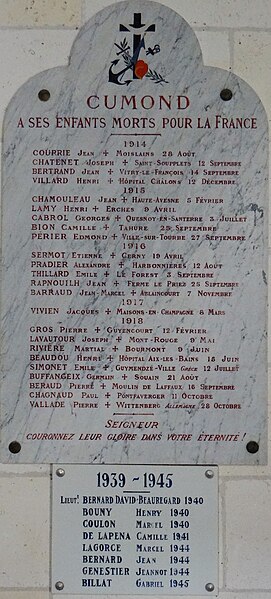 CUMOND
A SES ENFANTS MORTS POUR LA FRANCE
1914
COURRIE JEAN + MOISLAINS 28 AOÛT
CHATENET JOSEPH + SAINT-SOUPPLETS 12 SEPTEMBRE
BERTRAND JEAN + VITRY-LE-FRANÇOIS 14 SEPTEMBRE
VILLARD HENRI + HÔPITAL CHÂLONS 12 DÉCEMBRE
1915
CHAMOULEAU JEAN + HAUTE-AVESNE 5 FÉVRIER
LAMY HENRI + ERCHES 9 AVRIL
CABROL GEORGES + QUESNOY-EN-SANTERRE 3 JUILLET
BION CAMILLE + TAHURE 25 SEPTEMBRE
PERIER EDMOND + VILLE-SUR-TOURBE 27 SEPTEMBRE
1916
SERMOT ÉTIENNE + CERNY 19 AVRIL
PRADIER ALEXANDRE + HARBONNIÈRES 12 AOÛT
THILLARD EMILE + LE FOREST 3 SEPTEMBRE
RAPNOUILH JEAN + FERME LE PRIEZ 25 SEPTEMBRE
BARRAUD JEAN-MARCEL + ABLAINCOURT 7 NOVEMBRE
1917
VIVIEN JACQUES + MAISONS-EN-CHAMPAGNE 8 MARS
1918
GROS PIERRE + GUYENCOURT 12 FÉVRIER
LAVAUTOUR JOSEPH + MONT-ROUGE 9 MAI
RIVIÈRE MARTIAL + BOURMONT 9 JUIN
BEAUDOU HENRI + HÔPITAL AIX-LES-BAINS 15 JUIN
SIMONET EMILE + GUYMENDZÉ-VILLE GRÈCE 12 JUILLET
BUFFANGEIX GERMAIN + SOUAIN 21 AOÛT
BERAUD PIERRE + MOULIN DE LAFFAUX 16 SEPTEMBRE
CHAGNAUD PAUL + PONTFAVERGER 11 OCTOBRE
VALLADE PIERRE + WITTEMBERG ALLEMAGNE 28 OCTOBRE
SEIGNEUR
COURONNEZ LEUR GLOIRE DANS VOTRE ÉTERNITÉ !
1939 - 1945
LIEUT! BERNARD DAVID-BEAUREGARD 1940
BOUNY HENRY 1940
COULON MARCEL 1940
DE LAPENA CAMILLE 1941
LAGORCE MARCEL 1944
BERNARD JEAN 1944
GENESTIER JEANNOT 1944
BILLAT GABRIEL 1945